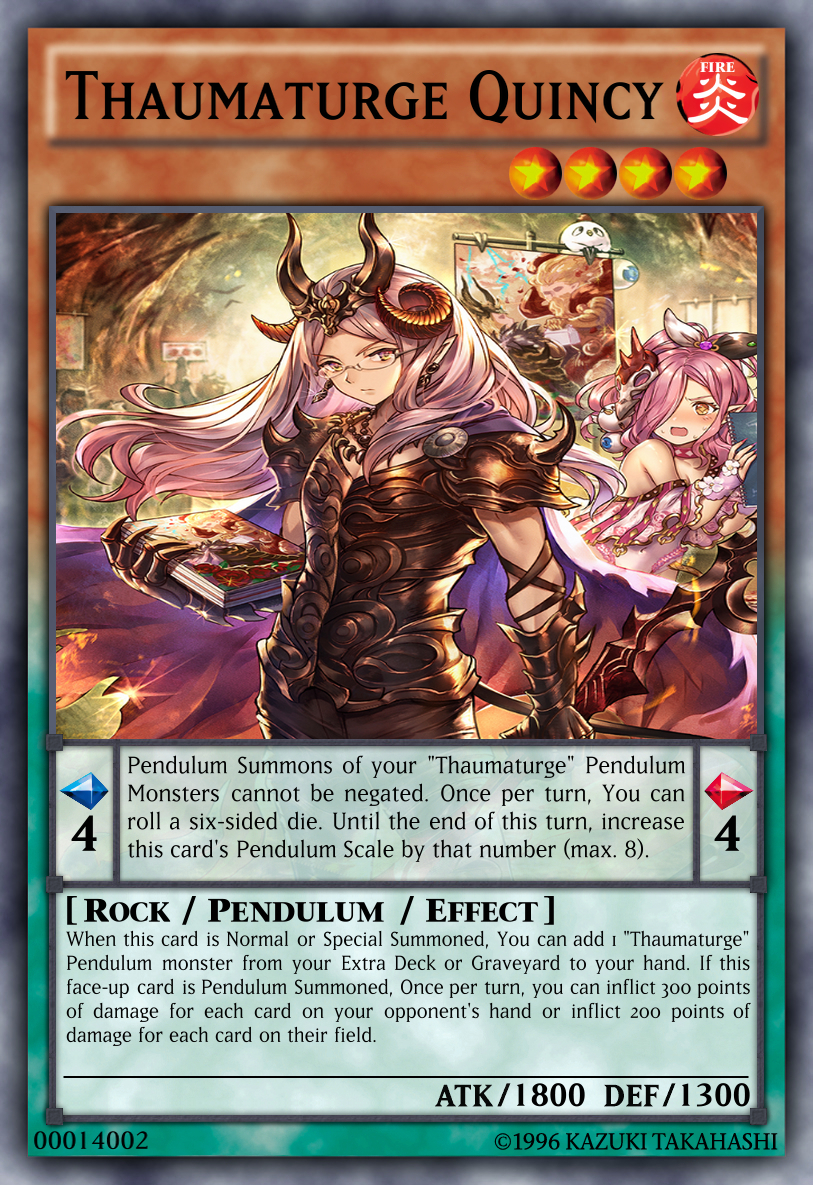 Thaumaturge Quincy
FIRE
炎
Pendulum Summons of your "Thaumaturge" Pendulum
Monsters cannot be negated. Once per turn, You can
roll a six-sided die. Until the end of this turn, increase
this card's Pendulum Scale by that number (max. 8).
4
4
[ Rock / Pendulum / Effect ]
When this card is Normal or Special Summoned, You can add 1 "Thaumaturge"
Pendulum monster from your Extra Deck or Graveyard to your hand. If this
face-up card is Pendulum Summoned, Once per turn, you can inflict 300 points
of damage for each card on your opponent's hand or inflict 200 points of
damage for each card on their field.
ATK/1800 DEF/1300
00014002
©1996 KAZUKI TAKAHASHI